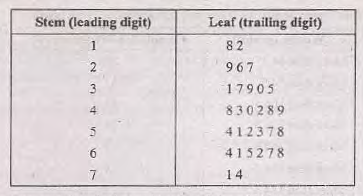 Stem (leading digit) Leaf (trailing digit)
1 8 2
2 9 6 7
3 1 7 9 0 5
4 8 3 0 2 8 9
5 4 1 2 3 7 8
6 4 1 5 2 7 8
7 1 4